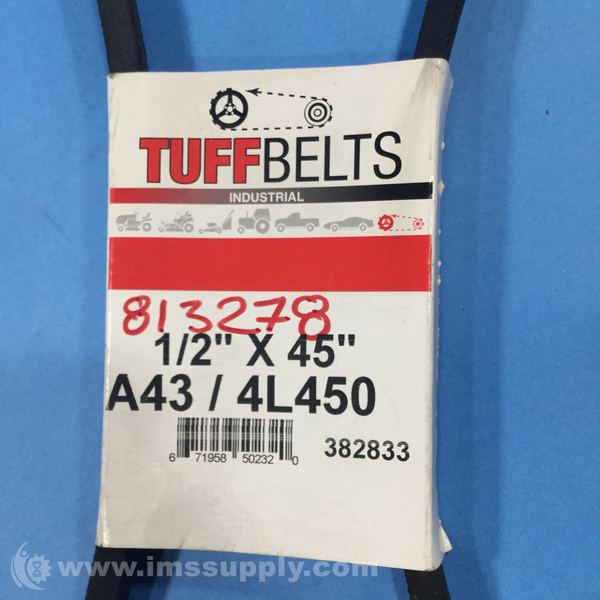 TUFFBELTS
INDUSTRIAL
813278
1/2" X 45"
A43 / 4L450
6 71958 50232 0
382833
www.imssupply.com